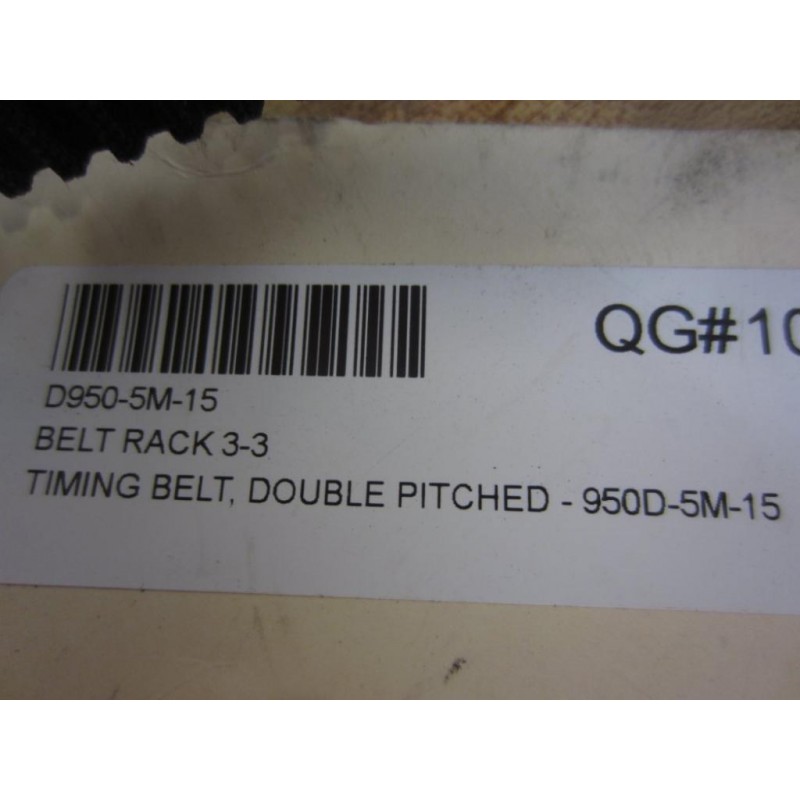 QG#10
D950-5M-15
BELT RACK 3-3
TIMING BELT, DOUBLE PITCHED - 950D-5M-15